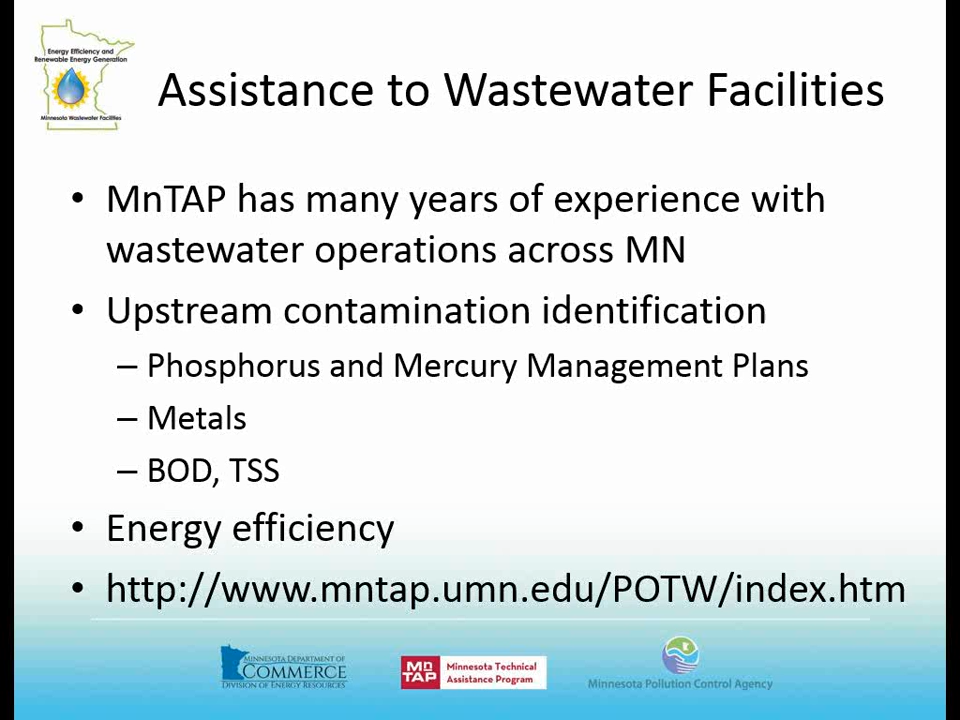 Energy Efficiency and
Renewable Energy Generation
Minnesota Wastewater Facilities
Assistance to Wastewater Facilities
• MnTAP has many years of experience with
wastewater operations across MN
• Upstream contamination identification
– Phosphorus and Mercury Management Plans
– Metals
– BOD, TSS
• Energy efficiency
• http://www.mntap.umn.edu/POTW/index.htm
MINNESOTA DEPARTMENT OF
COMMERCE
DIVISION OF ENERGY RESOURCES
MN
TAP
Minnesota Technical
Assistance Program
Minnesota Pollution Control Agency